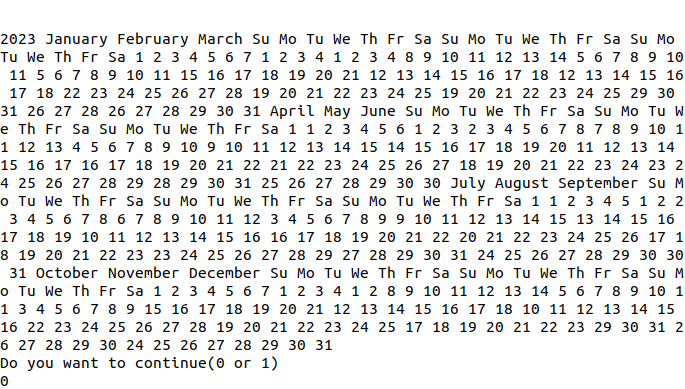 2023 January February March Su Mo Tu We Th Fr Sa Su Mo Tu We Th Fr Sa Su Mo
Tu We Th Fr Sa 1 2 3 4 5 6 7 1 2 3 4 1 2 3 4 8 9 10 11 12 13 14 5 6 7 8 9 10
11 5 6 7 8 9 10 11 15 16 17 18 19 20 21 12 13 14 15 16 17 18 12 13 14 15 16
17 18 22 23 24 25 26 27 28 19 20 21 22 23 24 25 19 20 21 22 23 24 25 29 30
31 26 27 28 26 27 28 29 30 31 April May June Su Mo Tu We Th Fr Sa Su Mo Tu W
e Th Fr Sa Su Mo Tu We Th Fr Sa 1 1 2 3 4 5 6 1 2 3 2 3 4 5 6 7 8 7 8 9 10 1
1 12 13 4 5 6 7 8 9 10 9 10 11 12 13 14 15 14 15 16 17 18 19 20 11 12 13 14
15 16 17 16 17 18 19 20 21 22 21 22 23 24 25 26 27 18 19 20 21 22 23 24 23 2
4 25 26 27 28 29 28 29 30 31 25 26 27 28 29 30 30 July August September Su M
o Tu We Th Fr Sa Su Mo Tu We Th Fr Sa Su Mo Tu We Th Fr Sa 1 1 2 3 4 5 1 2 2
3 4 5 6 7 8 6 7 8 9 10 11 12 3 4 5 6 7 8 9 9 10 11 12 13 14 15 13 14 15 16
17 18 19 10 11 12 13 14 15 16 16 17 18 19 20 21 22 20 21 22 23 24 25 26 17 1
8 19 20 21 22 23 23 24 25 26 27 28 29 27 28 29 30 31 24 25 26 27 28 29 30 30
31 October November December Su Mo Tu We Th Fr Sa Su Mo Tu We Th Fr Sa Su M
o Tu We Th Fr Sa 1 2 3 4 5 6 7 1 2 3 4 1 2 8 9 10 11 12 13 14 5 6 7 8 9 10 1
1 3 4 5 6 7 8 9 15 16 17 18 19 20 21 12 13 14 15 16 17 18 10 11 12 13 14 15
16 22 23 24 25 26 27 28 19 20 21 22 23 24 25 17 18 19 20 21 22 23 29 30 31 2
6 27 28 29 30 24 25 26 27 28 29 30 31
Do you want to continue(0 or 1)
0